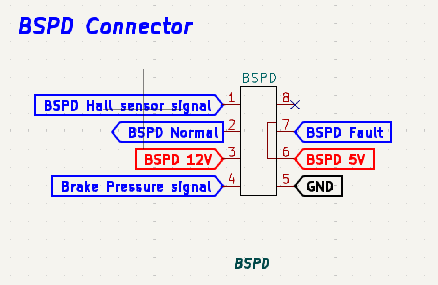 BSPD Connector
BSPD
BSPD Hall sensor signal 1 8
BSPD Normal 2 7 BSPD Fault
BSPD 12V 3 6 BSPD 5V
Brake Pressure signal 4 5 GND
BSPD